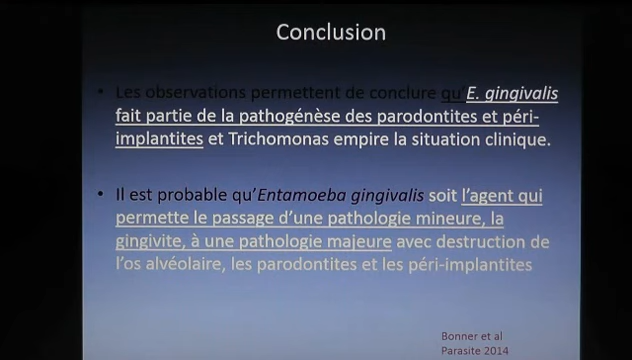 Conclusion
• Les observations permettent de conclure qu'E. gingivalis
fait partie de la pathogénèse des parodontites et péri-
implantites et Trichomonas empire la situation clinique.
• Il est probable qu'Entamoeba gingivalis soit l'agent qui
permette le passage d'une pathologie mineure, la
gingivite, à une pathologie majeure avec destruction de
l'os alvéolaire, les parodontites et les péri-implantites
Bonner et al
Parasite 2014